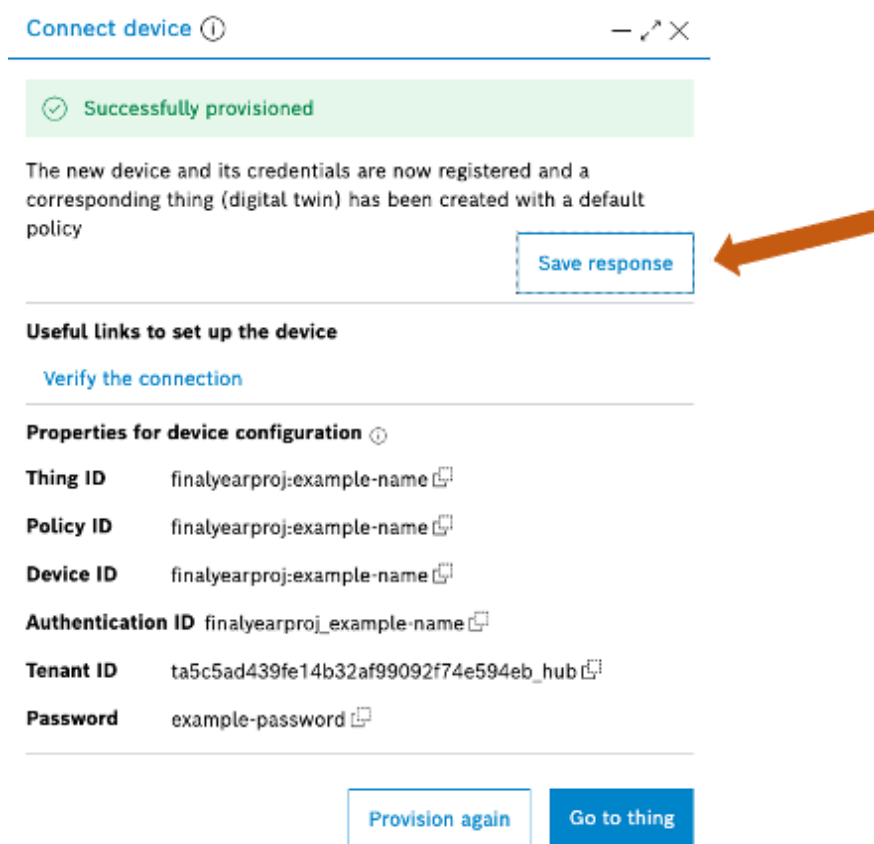 Connect device
Successfully provisioned
The new device and its credentials are now registered and a
corresponding thing (digital twin) has been created with a default
policy
Save response
Useful links to set up the device
Verify the connection
Properties for device configuration
Thing ID finalyearproj:example-name
Policy ID finalyearproj:example-name
Device ID finalyearproj:example-name
Authentication ID finalyearproj_example-name
Tenant ID ta5c5ad439fe14b32af99092f74e594eb_hub
Password example-password
Provision again Go to thing